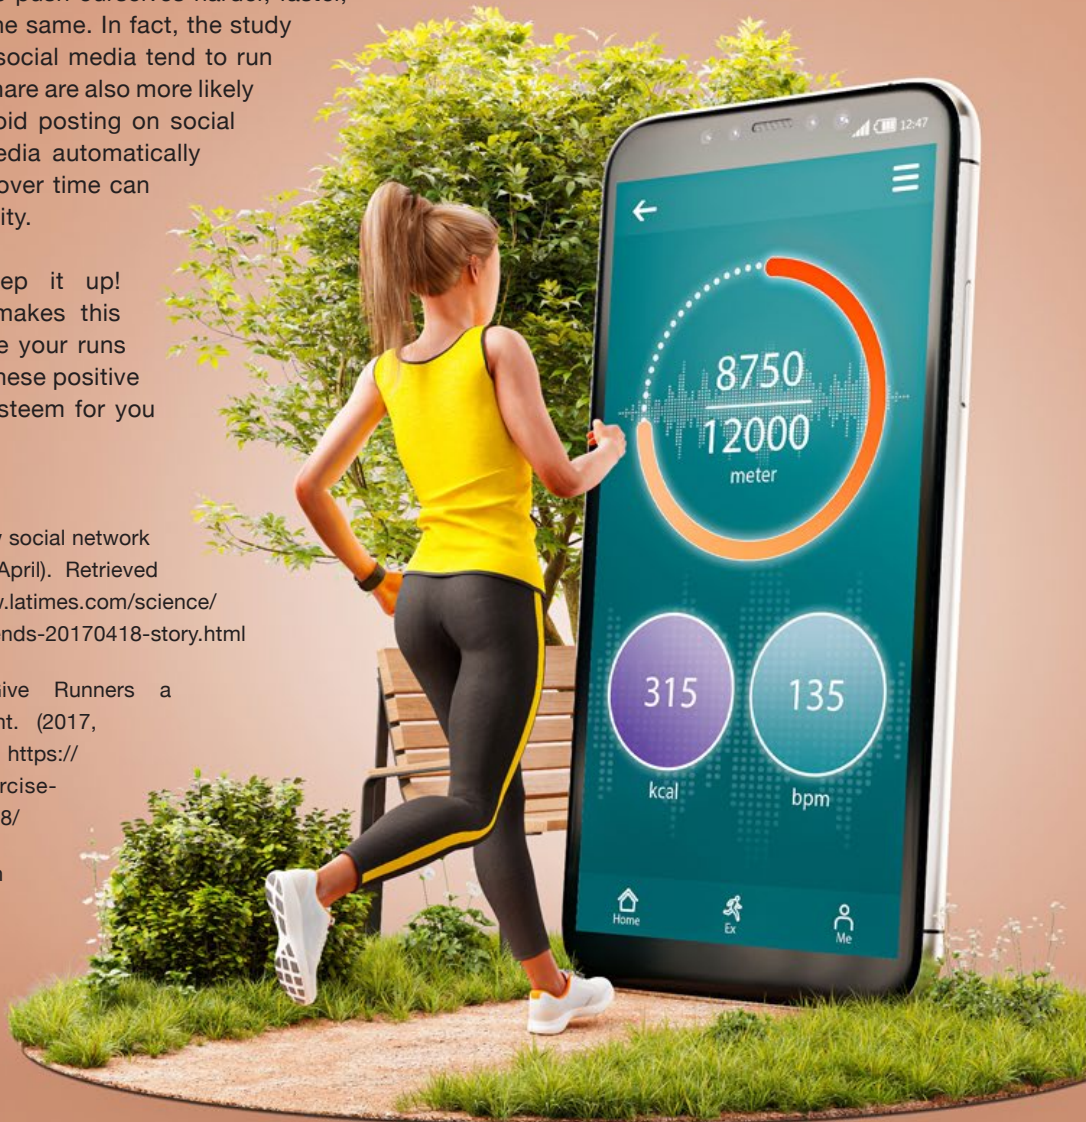 push ourselves harder, faster,
ne same. In fact, the study
social media tend to run
hare are also more likely
oid posting on social
edia automatically
over time can
ity.
ep it up!
makes this
e your runs
hese positive
steem for you
social network
April). Retrieved
w.latimes.com/science/
ends-20170418-story.html
Give Runners a
nt. (2017,
https://
rcise-
8/
12:47
8750
12000
meter
315
135
kcal
bpm
Home
Ex
Me